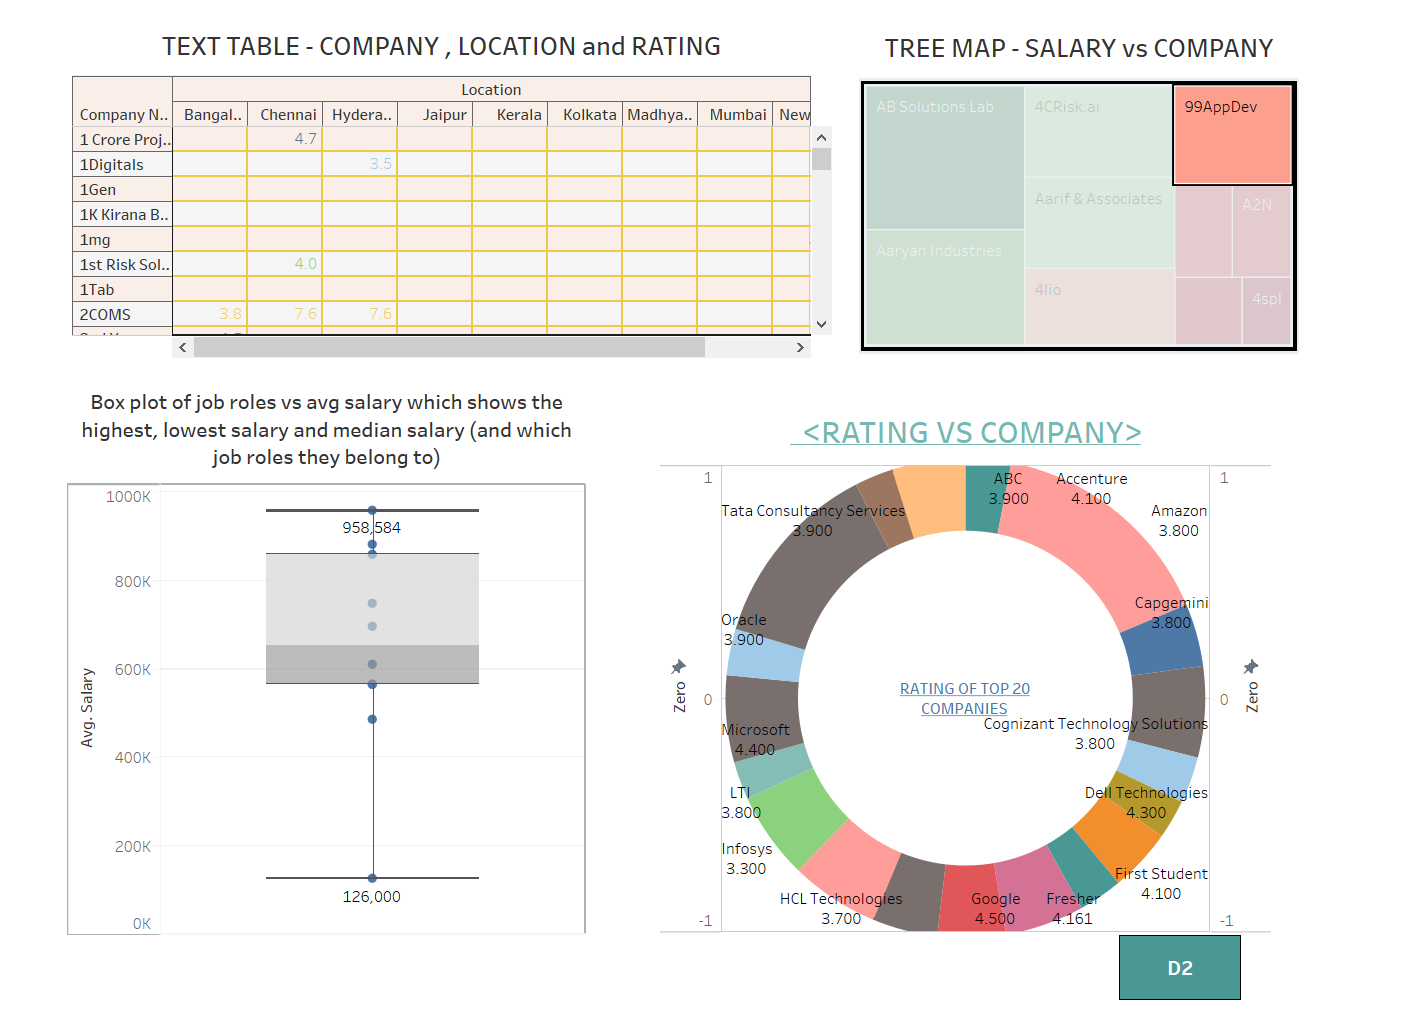 TEXT TABLE - COMPANY , LOCATION and RATING
Location
Company N.. Bangal.. Chennai Hydera.. Jaipur Kerala Kolkata Madhya.. Mumbai New
1 Crore Proj.. 4.7
1Digitals 3.5
1Gen
1K Kirana B..
1mg
1st Risk Sol.. 4.0
1Tab
2COMS 3.8 7.6 7.6
TREE MAP - SALARY vs COMPANY
AB Solutions Lab
4CRisk.ai
99AppDev
Aarif & Associates
A2N
Aaryan Industries
4lio
4spl
Box plot of job roles vs avg salary which shows the
highest, lowest salary and median salary (and which
job roles they belong to)
Avg. Salary
1000K
800K
600K
400K
200K
0K
958,584
126,000
<RATING VS COMPANY>
1
0
-1
Zero
ABC
3.900
Accenture
4.100
Amazon
3.800
Capgemini
3.800
Cognizant Technology Solutions
3.800
Dell Technologies
4.300
First Student
4.100
Fresher
4.161
Google
4.500
HCL Technologies
3.700
Infosys
3.300
LTI
3.800
Microsoft
4.400
Oracle
3.900
Tata Consultancy Services
3.900
RATING OF TOP 20
COMPANIES
1
0
-1
Zero
D2